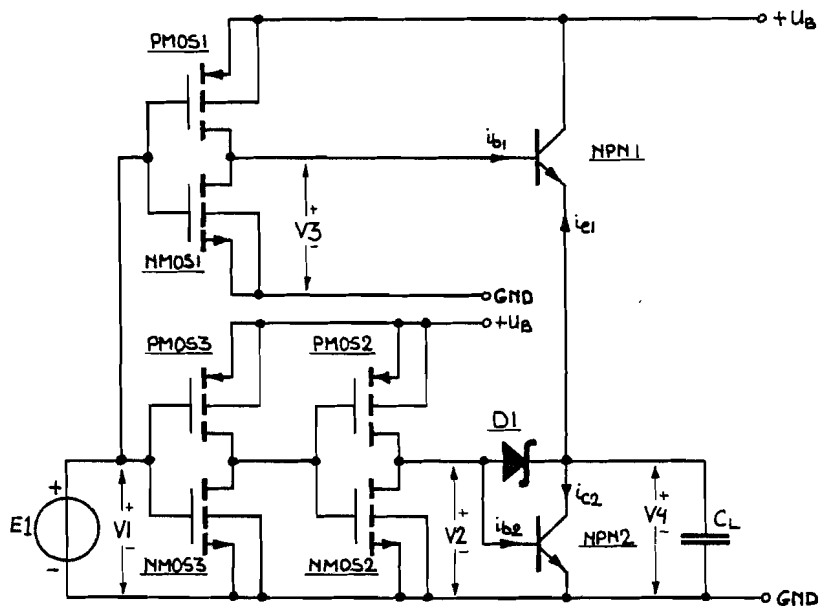 +UB
PMOS1
ib1
NPN1
+
V3
-
ie1
NMOS1
GND
+UB
PMOS3
PMOS2
D1
+
E1
-
+
V1
-
+
V2
-
ic2
ib2
+
V4
-
CL
NPN2
NMOS3
NMOS2
GND